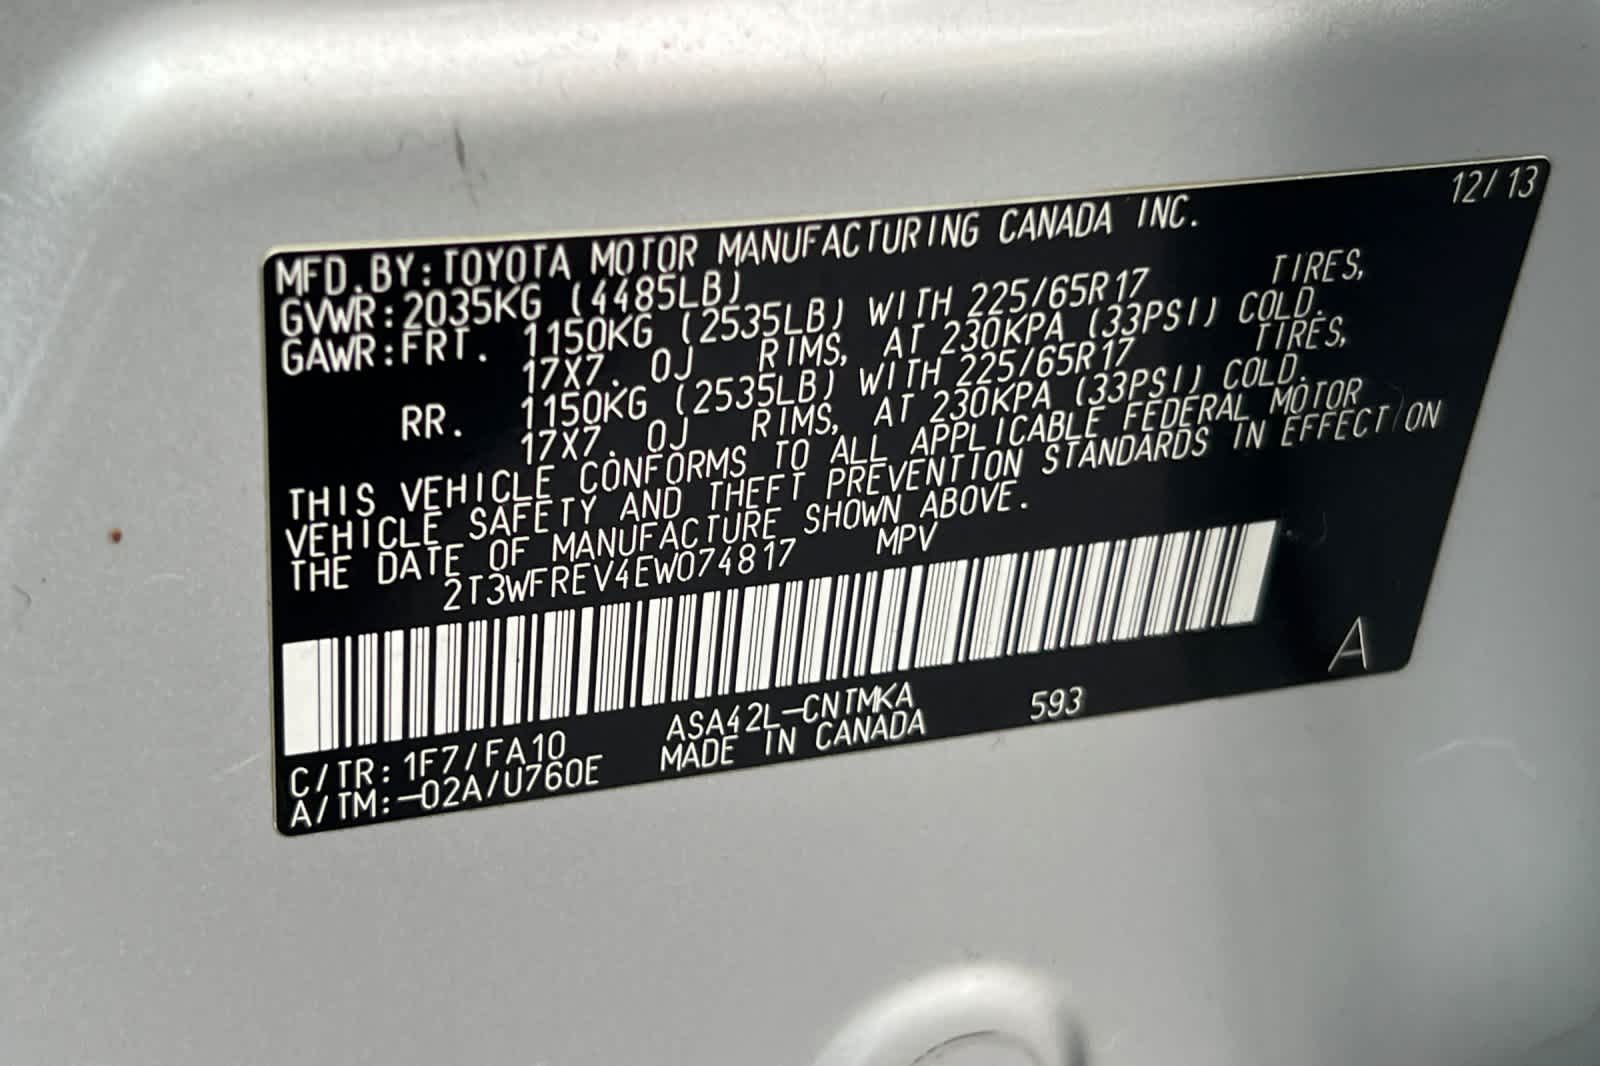 12/13
MFD.BY:TOYOTA MOTOR MANUFACTURING CANADA INC.
GVWR:2035KG (4485LB)
GAWR:FRT. 1150KG (2535LB) WITH 225/65R17 TIRES,
17X7. 0J RIMS, AT 230KPA (33PSI) COLD.
RR. 1150KG (2535LB) WITH 225/65R17 TIRES,
17X7. 0J RIMS, AT 230KPA (33PSI) COLD.
THIS VEHICLE CONFORMS TO ALL APPLICABLE FEDERAL MOTOR
VEHICLE SAFETY AND THEFT PREVENTION STANDARDS IN EFFECT ON
THE DATE OF MANUFACTURE SHOWN ABOVE.
2T3WFREV4EW074817 MPV
A
C/TR: 1F7/FA10 ASA42L-CNTMKA 593
A/TM:-02A/U760E MADE IN CANADA